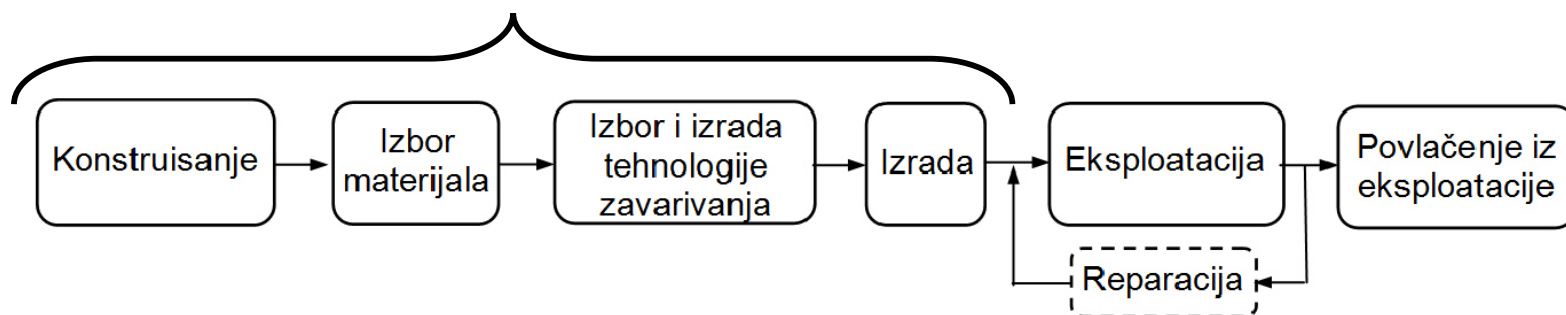 Konstruisanje
Izbor
materijala
Izbor i izrada
tehnologije
zavarivanja
Izrada
Eksploatacija
Povlačenje iz
eksploatacije
Reparacija